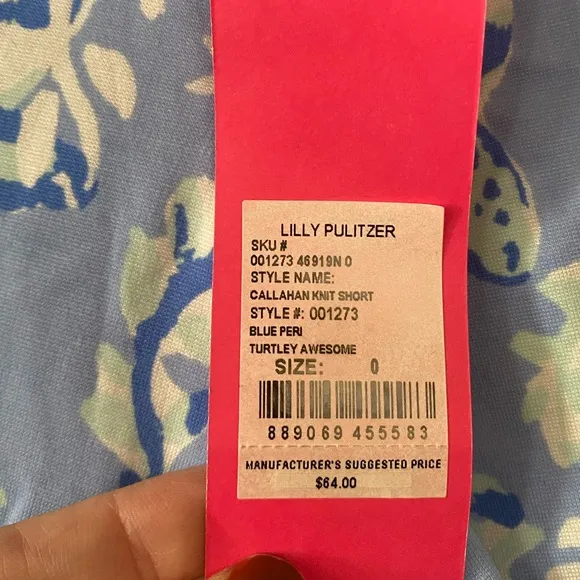 LILLY PULITZER
SKU #
001273 46919N 0
STYLE NAME:
CALLAHAN KNIT SHORT
STYLE #: 001273
BLUE PERI
TURTLEY AWESOME
SIZE: 0
889069 455583
MANUFACTURER'S SUGGESTED PRICE
$64.00